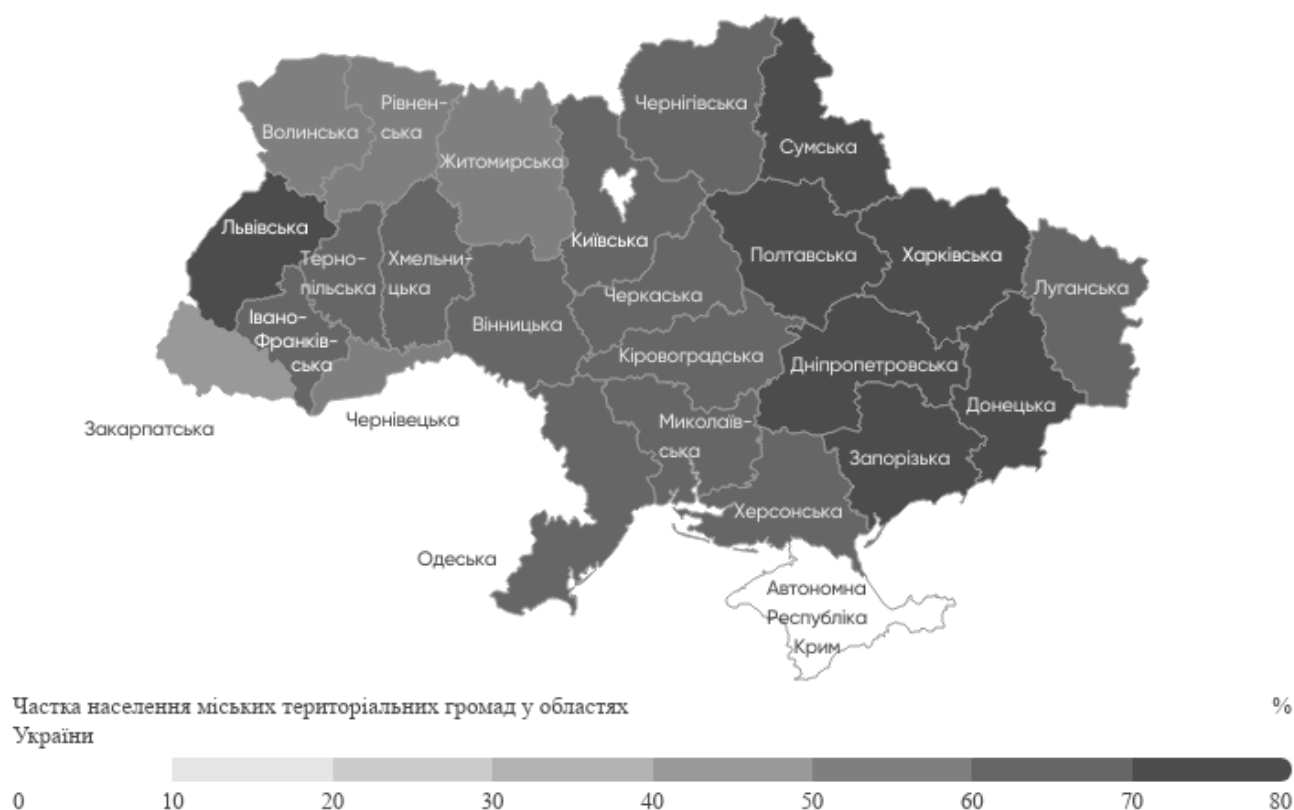 Чернігівська
Рівнен-
ська
Волинська
Сумська
Житомирська
Львівська
Київська
Полтавська
Харківська
Терно-
пільська
Хмельни-
цька
Луганська
Черкаська
Івано-
Франків-
ська
Вінницька
Кіровоградська
Дніпропетровська
Донецька
Закарпатська
Чернівецька
Миколаїв-
ська
Запорізька
Херсонська
Одеська
Автономна
Республіка
Крим
Частка населення міських територіальних громад у областях %
України
0 10 20 30 40 50 60 70 80